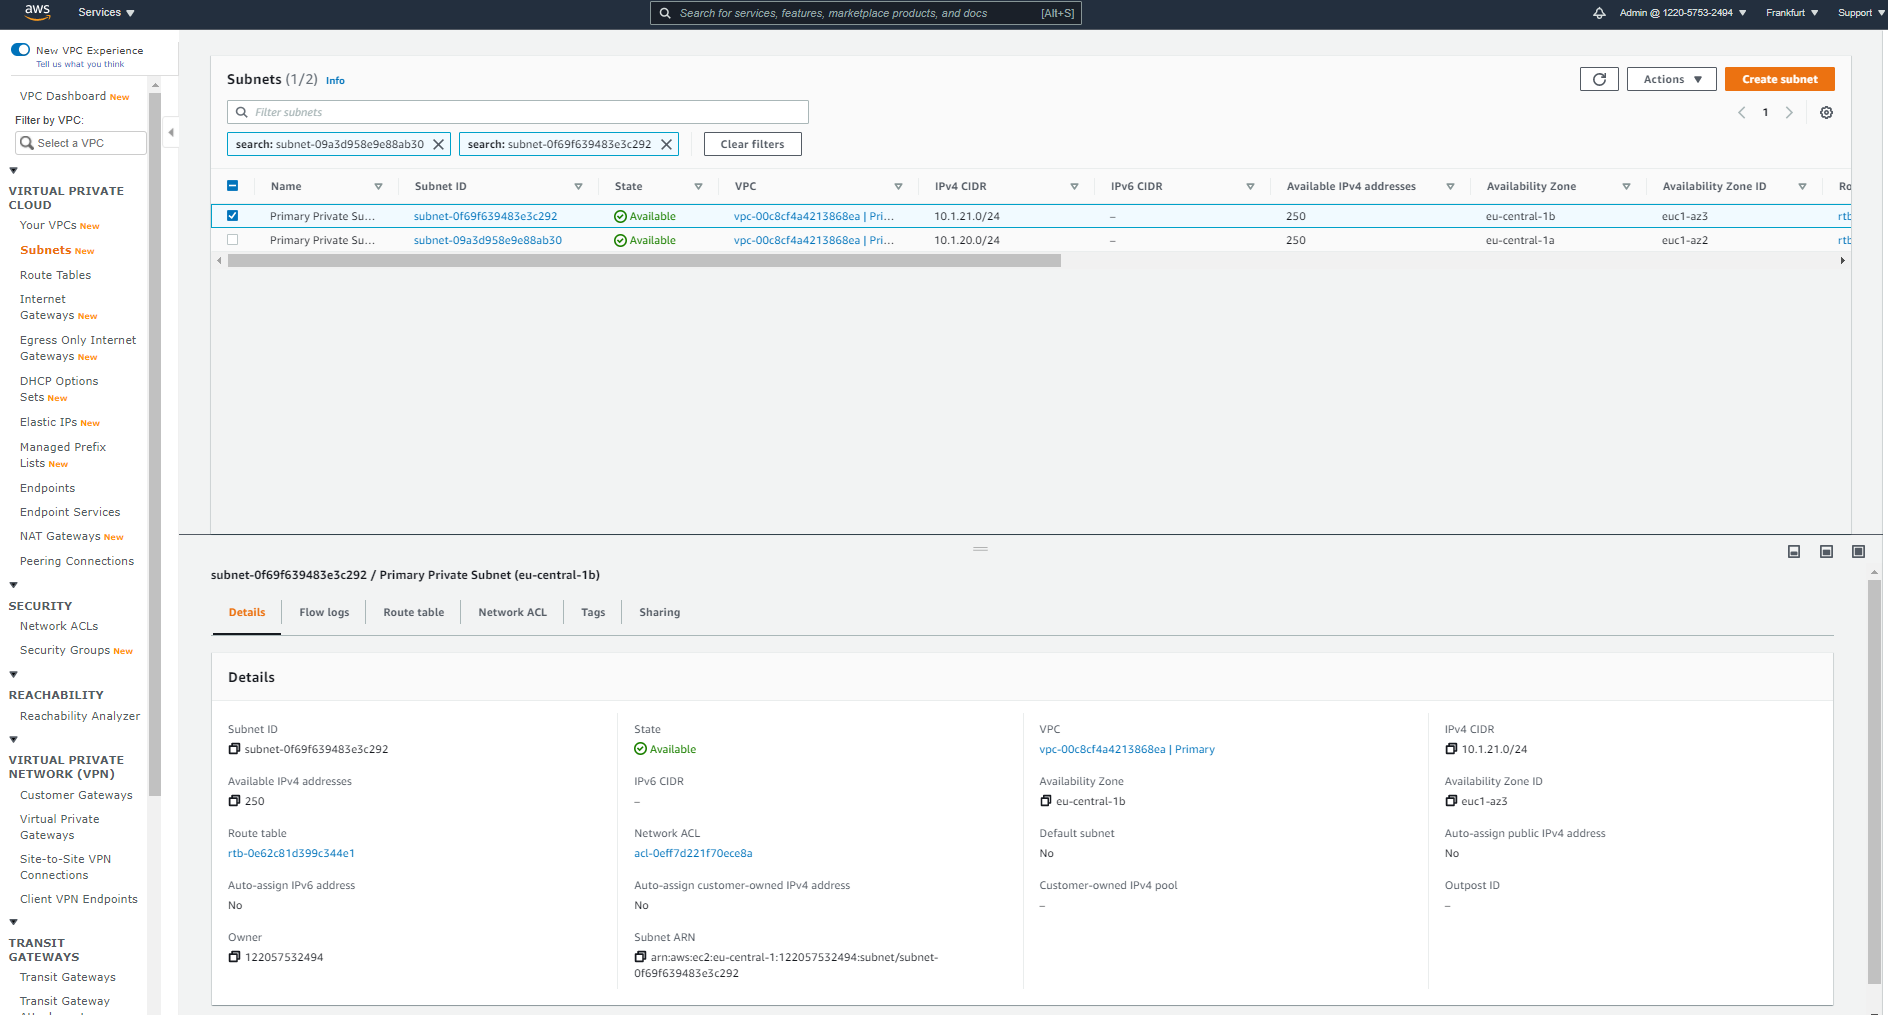 aws
Services
Search for services, features, marketplace products, and docs
[Alt+S]
Admin @ 1220-5753-2494
Frankfurt
Support
New VPC Experience
Tell us what you think
VPC Dashboard New
Filter by VPC:
Select a VPC
VIRTUAL PRIVATE
CLOUD
Your VPCs New
Subnets New
Route Tables
Internet
Gateways New
Egress Only Internet
Gateways New
DHCP Options
Sets New
Elastic IPs New
Managed Prefix
Lists New
Endpoints
Endpoint Services
NAT Gateways New
Peering Connections
SECURITY
Network ACLs
Security Groups New
REACHABILITY
Reachability Analyzer
VIRTUAL PRIVATE
NETWORK (VPN)
Customer Gateways
Virtual Private
Gateways
Site-to-Site VPN
Connections
Client VPN Endpoints
TRANSIT
GATEWAYS
Transit Gateways
Transit Gateway
Subnets (1/2) Info
Actions
Create subnet
Filter subnets
1
search: subnet-09a3d958e9e88ab30
search: subnet-0f69f639483e3c292
Clear filters
Name Subnet ID State VPC IPv4 CIDR IPv6 CIDR Available IPv4 addresses Availability Zone Availability Zone ID Ro
Primary Private Su... subnet-0f69f639483e3c292 Available vpc-00c8cf4a4213868ea | Pri... 10.1.21.0/24 – 250 eu-central-1b euc1-az3 rtb
Primary Private Su... subnet-09a3d958e9e88ab30 Available vpc-00c8cf4a4213868ea | Pri... 10.1.20.0/24 – 250 eu-central-1a euc1-az2 rtb
subnet-0f69f639483e3c292 / Primary Private Subnet (eu-central-1b)
Details Flow logs Route table Network ACL Tags Sharing
Details
Subnet ID State VPC IPv4 CIDR
subnet-0f69f639483e3c292 Available vpc-00c8cf4a4213868ea | Primary 10.1.21.0/24
Available IPv4 addresses IPv6 CIDR Availability Zone Availability Zone ID
250 – eu-central-1b euc1-az3
Route table Network ACL Default subnet Auto-assign public IPv4 address
rtb-0e62c81d399c344e1 acl-0eff7d221f70ece8a No No
Auto-assign IPv6 address Auto-assign customer-owned IPv4 address Customer-owned IPv4 pool Outpost ID
No No – –
Owner Subnet ARN
122057532494 arn:aws:ec2:eu-central-1:122057532494:subnet/subnet-
0f69f639483e3c292